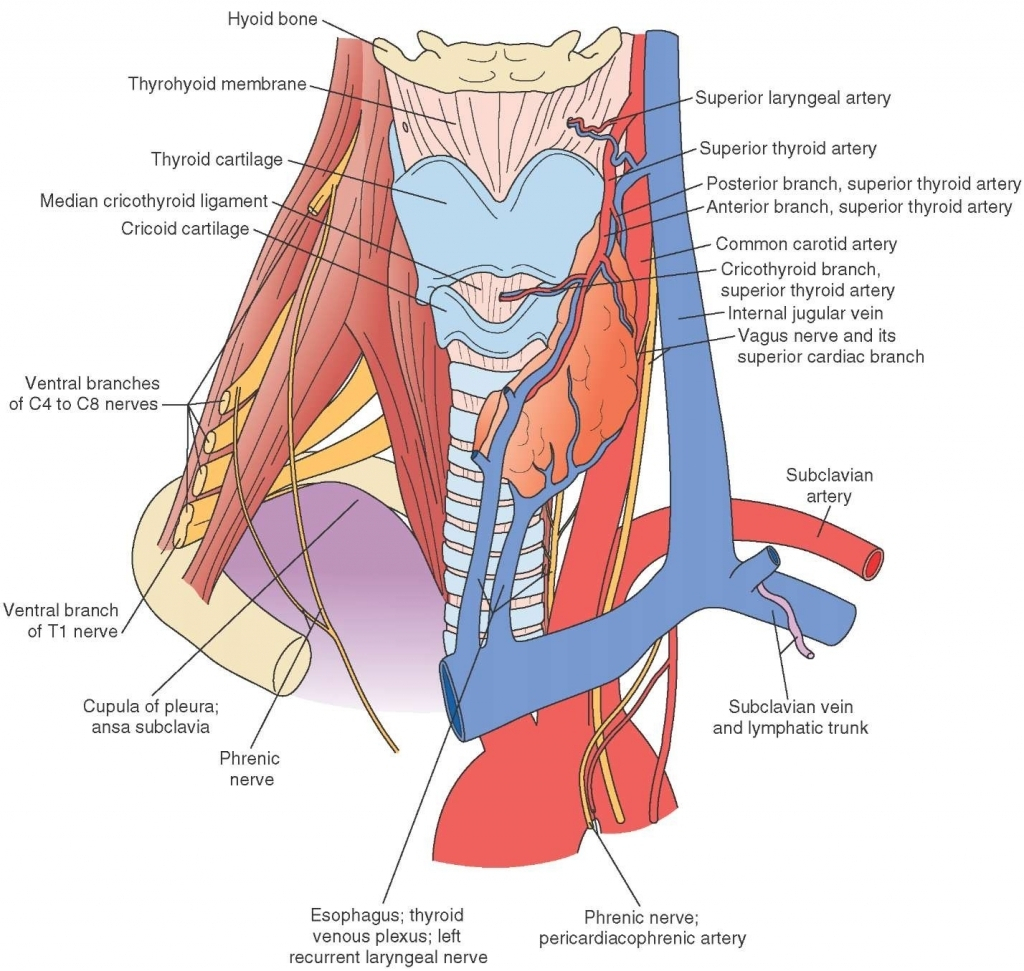 Hyoid bone
Thyrohyoid membrane
Thyroid cartilage
Median cricothyroid ligament
Cricoid cartilage
Ventral branches
of C4 to C8 nerves
Ventral branch
of T1 nerve
Cupula of pleura;
ansa subclavia
Phrenic
nerve
Esophagus; thyroid
venous plexus; left
recurrent laryngeal nerve
Superior laryngeal artery
Superior thyroid artery
Posterior branch, superior thyroid artery
Anterior branch, superior thyroid artery
Common carotid artery
Cricothyroid branch,
superior thyroid artery
Internal jugular vein
Vagus nerve and its
superior cardiac branch
Subclavian
artery
Subclavian vein
and lymphatic trunk
Phrenic nerve;
pericardiacophrenic artery